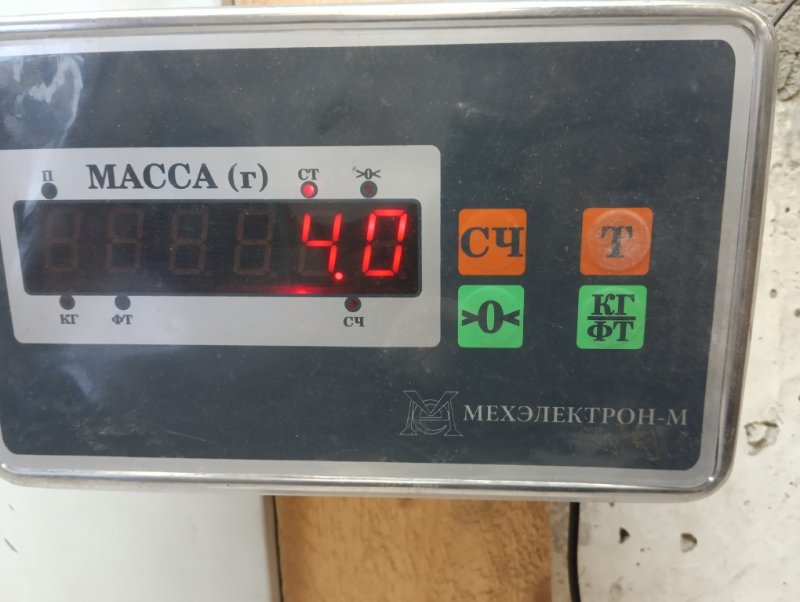 П МАССА (г) СТ >0<
4.0
КГ ФТ СЧ
СЧ Т
>0< КГ
ФТ
МЕХЭЛЕКТРОН-М